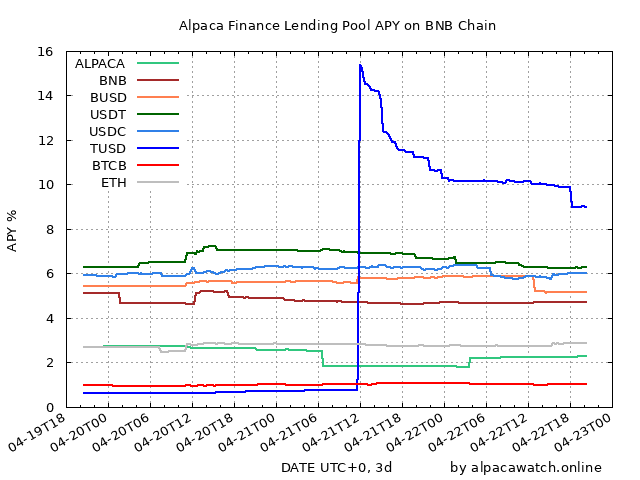 Alpaca Finance Lending Pool APY on BNB Chain
APY %
16
14
12
10
8
6
4
2
0
ALPACA
BNB
BUSD
USDT
USDC
TUSD
BTCB
ETH
04-19T18
04-20T00
04-20T06
04-20T12
04-20T18
04-21T00
04-21T06
04-21T12
04-21T18
04-22T00
04-22T06
04-22T12
04-22T18
04-23T00
DATE UTC+0, 3d
by alpacawatch.online